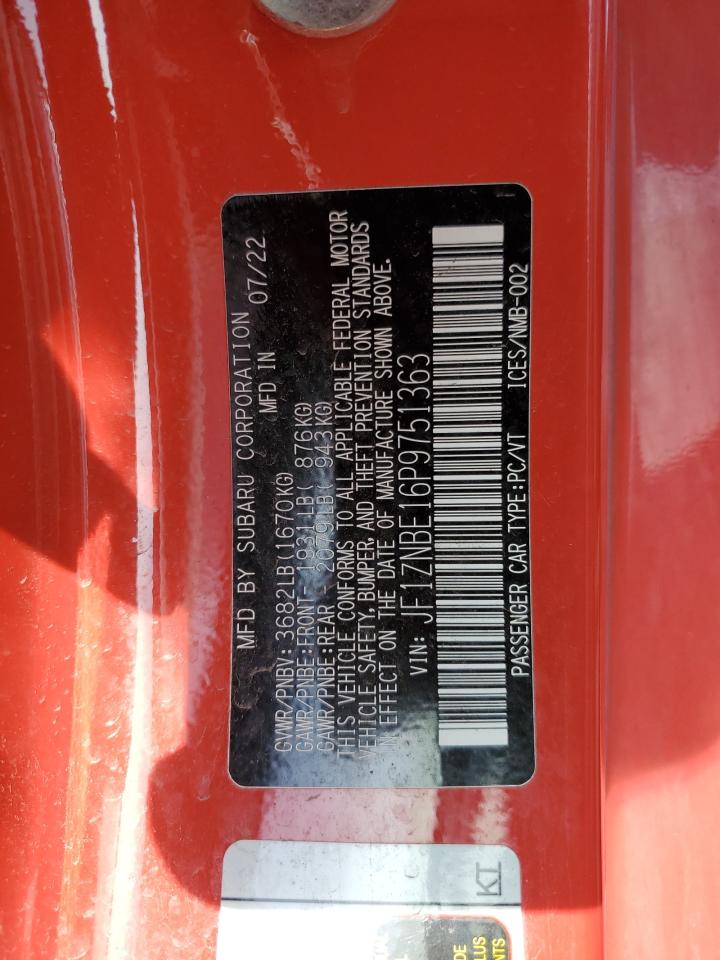 MFD BY SUBARU CORPORATION
MFD IN 07/22
GVWR/PNBV: 3682LB(1670KG)
GAWR/PNBE:FRONT- 1931LB( 876KG)
GAWR/PNBE:REAR - 2079LB( 943KG)
THIS VEHICLE CONFORMS TO ALL APPLICABLE FEDERAL MOTOR
VEHICLE SAFETY, BUMPER, AND THEFT PREVENTION STANDARDS
IN EFFECT ON THE DATE OF MANUFACTURE SHOWN ABOVE.
VIN: JF1ZNBE16P9751363
PASSENGER CAR TYPE:PC/VT ICES/NMB-002
KT